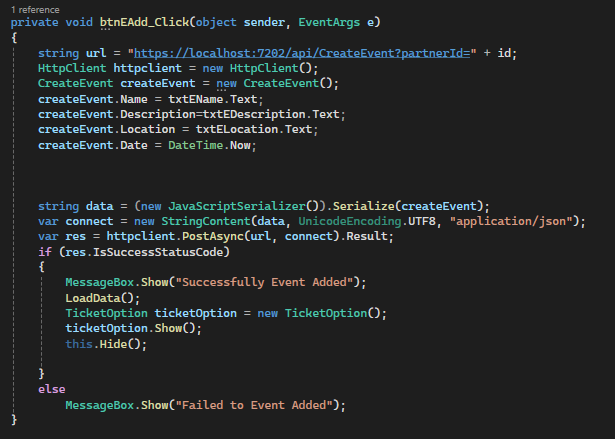 1 reference
private void btnEAdd_Click(object sender, EventArgs e)
{
string url = "https://localhost:7202/api/CreateEvent?partnerId=" + id;
HttpClient httpclient = new HttpClient();
CreateEvent createEvent = new CreateEvent();
createEvent.Name = txtEName.Text;
createEvent.Description=txtEDescription.Text;
createEvent.Location = txtELocation.Text;
createEvent.Date = DateTime.Now;
string data = (new JavaScriptSerializer()).Serialize(createEvent);
var connect = new StringContent(data, UnicodeEncoding.UTF8, "application/json");
var res = httpclient.PostAsync(url, connect).Result;
if (res.IsSuccessStatusCode)
{
MessageBox.Show("Successfully Event Added");
LoadData();
TicketOption ticketOption = new TicketOption();
ticketOption.Show();
this.Hide();
}
else
MessageBox.Show("Failed to Event Added");
}